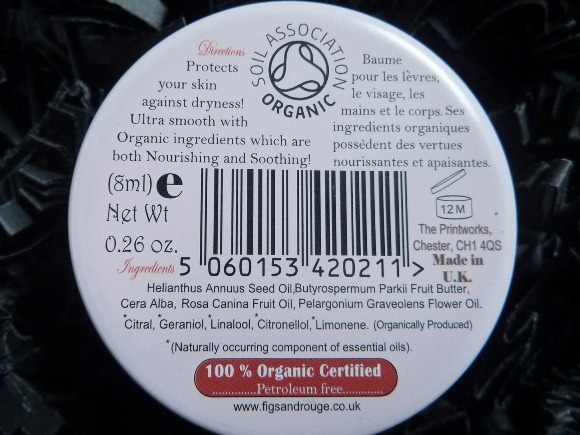 SOIL ASSOCIATION
ORGANIC
Directions
Protects
your skin
against dryness!
Ultra smooth with
Organic ingredients which are
both Nourishing and Soothing!
Baume
pour les lèvres,
le visage, les
mains et le corps. Ses
ingredients organiques
possèdent des vertues
nourissantes et apaisantes.
(8ml) e
Net Wt
0.26 oz.
5 060153 420211 >
12 M
The Printworks,
Chester, CH1 4QS
Made in
U.K.
Ingredients
Helianthus Annuus Seed Oil,Butyrospermum Parkii Fruit Butter,
Cera Alba, Rosa Canina Fruit Oil, Pelargonium Graveolens Flower Oil.
*Citral,*Geraniol,*Linalool,*Citronellol,*Limonene. (Organically Produced)
*(Naturally occurring component of essential oils).
100 % Organic Certified
Petroleum free
www.figsandrouge.co.uk